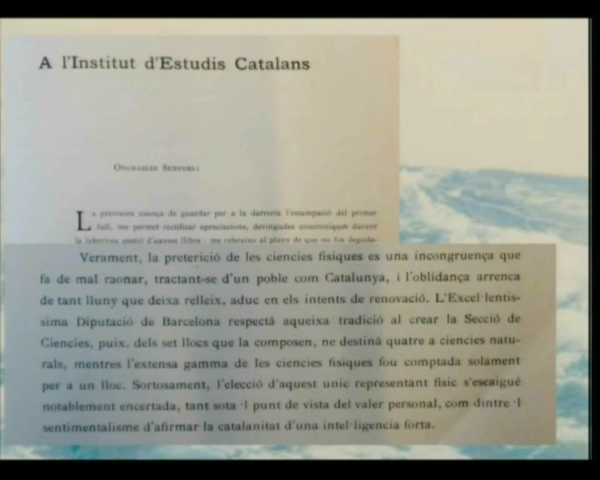 A l'Institut d'Estudis Catalans
Onorables Senyors:
La previsora usança de guardar per a la darreria l'estampació del primer
full, me permet rectificar apreciacions, devingudes anacròniquem durant
la laboriosa gestió d'aquest llibre: me refereixo al plany de que no fos deguda-
Verament, la preterició de les ciencies fisiques es una incongruença que
fa de mal raonar, tractant-se d'un poble com Catalunya, i l'oblidança arrenca
de tant lluny que deixa relleix, aduc en els intents de renovació. L'Excel·lentis-
sima Diputació de Barcelona respectà aqueixa tradició al crear la Secció de
Ciencies, puix, dels set llocs que la composen, ne destinà quatre a ciencies natu-
rals, mentres l'extensa gamma de les ciencies fisiques fou comptada solament
per a un lloc. Sortosament, l'elecció d'aquest unic representant fisic s'escaigué
notablement encertada, tant sota 'l punt de vista del valer personal, com dintre 'l
sentimentalisme d'afirmar la catalanitat d'una intel·ligencia forta.